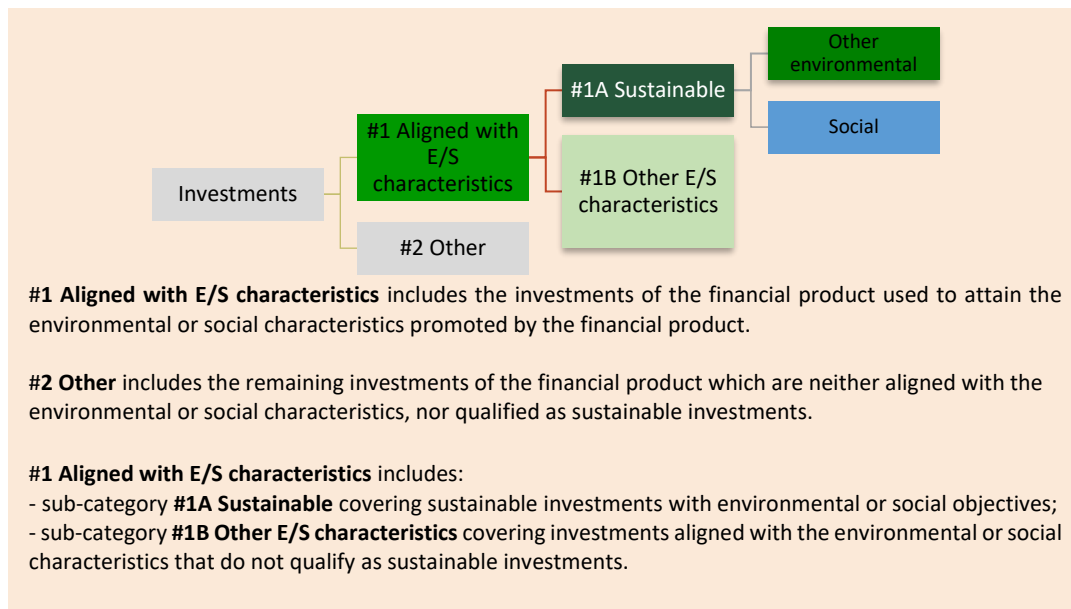 Other
environmental
#1A Sustainable
#1 Aligned with
E/S
characteristics
Social
#1B Other E/S
characteristics
Investments
#2 Other
#1 Aligned with E/S characteristics includes the investments of the financial product used to attain the
environmental or social characteristics promoted by the financial product.
#2 Other includes the remaining investments of the financial product which are neither aligned with the
environmental or social characteristics, nor qualified as sustainable investments.
#1 Aligned with E/S characteristics includes:
- sub-category #1A Sustainable covering sustainable investments with environmental or social objectives;
- sub-category #1B Other E/S characteristics covering investments aligned with the environmental or social
characteristics that do not qualify as sustainable investments.